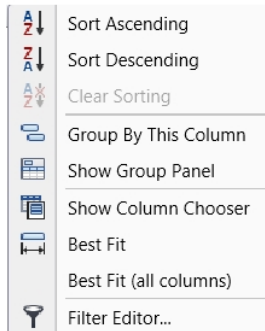 Sort Ascending
Sort Descending
Clear Sorting
Group By This Column
Show Group Panel
Show Column Chooser
Best Fit
Best Fit (all columns)
Filter Editor...